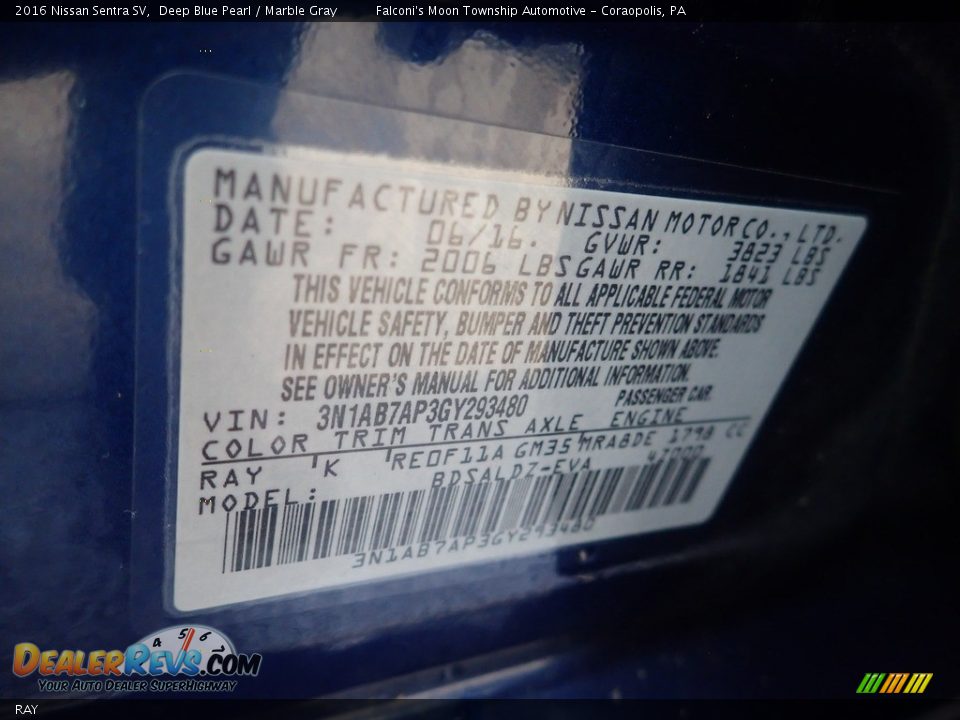 2016 Nissan Sentra SV, Deep Blue Pearl / Marble Gray Falconi's Moon Township Automotive - Coraopolis, PA
MANUFACTURED BY NISSAN MOTOR CO., LTD.
DATE: 06/16. GVWR: 3823 LBS
GAWR FR: 2006 LBS GAWR RR: 1841 LBS
THIS VEHICLE CONFORMS TO ALL APPLICABLE FEDERAL MOTOR
VEHICLE SAFETY, BUMPER AND THEFT PREVENTION STANDARDS
IN EFFECT ON THE DATE OF MANUFACTURE SHOWN ABOVE.
SEE OWNER'S MANUAL FOR ADDITIONAL INFORMATION.
VIN: 3N1AB7AP3GY293480 PASSENGER CAR.
COLOR TRIM TRANS AXLE ENGINE
RAY K RE0F11A GM35 MRA8DE 1798 CC
MODEL: BDSALDZ-EVA 47000
3N1AB7AP3GY293480
4 5 6
DEALERREVS.COM
YOUR AUTO DEALER SUPERHIGHWAY
RAY